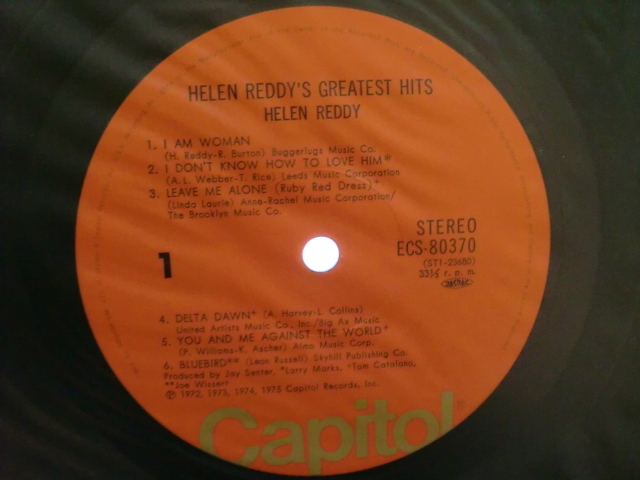 HELEN REDDY'S GREATEST HITS
HELEN REDDY
1. I AM WOMAN
(H. Reddy-R. Burton) Buggerlugs Music Co.
2. I DON'T KNOW HOW TO LOVE HIM*
(A. L. Webber-T. Rice) Leeds Music Corporation
3. LEAVE ME ALONE (Ruby Red Dress)+
(Linda Laurie) Anne-Rachel Music Corporation/
The Brooklyn Music Co.
STEREO
ECS-80370
(ST1-23680)
33⅓ r. p. m.
1
4. DELTA DAWN+ (A. Harvey-L. Collins)
United Artists Music Co., Inc./Big Ax Music
5. YOU AND ME AGAINST THE WORLD+
(P. Williams-K. Ascher) Almo Music Corp.
6. BLUEBIRD** (Leon Russell) Skyhill Publishing Co.
Produced by Jay Senter, *Larry Marks, +Tom Catalano,
**Joe Wissert
℗ 1972, 1973, 1974, 1975 Capitol Records, Inc.
Capitol